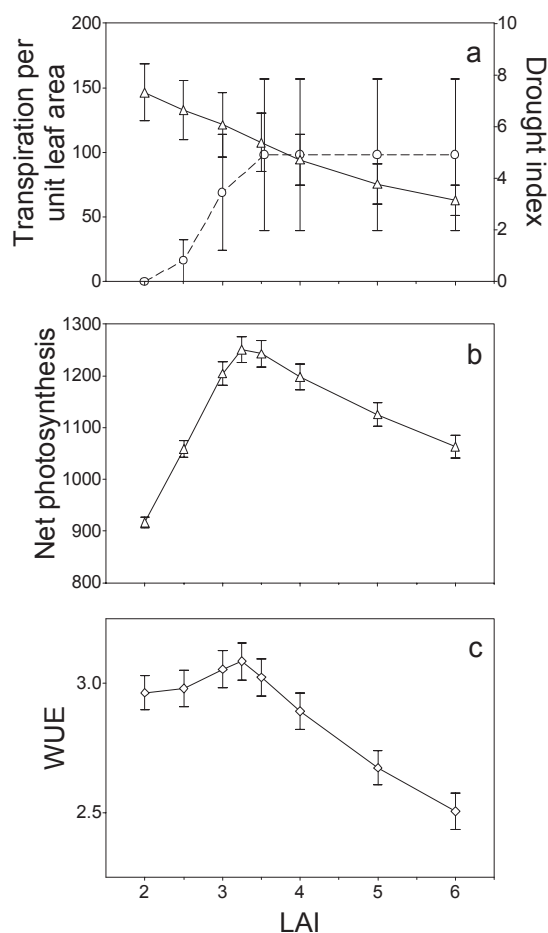 a
Transpiration per
unit leaf area
200
150
100
50
0
10
8
6
4
2
0
Drought index
b
Net photosynthesis
1300
1200
1100
1000
900
800
c
WUE
3.0
2.5
2 3 4 5 6
LAI